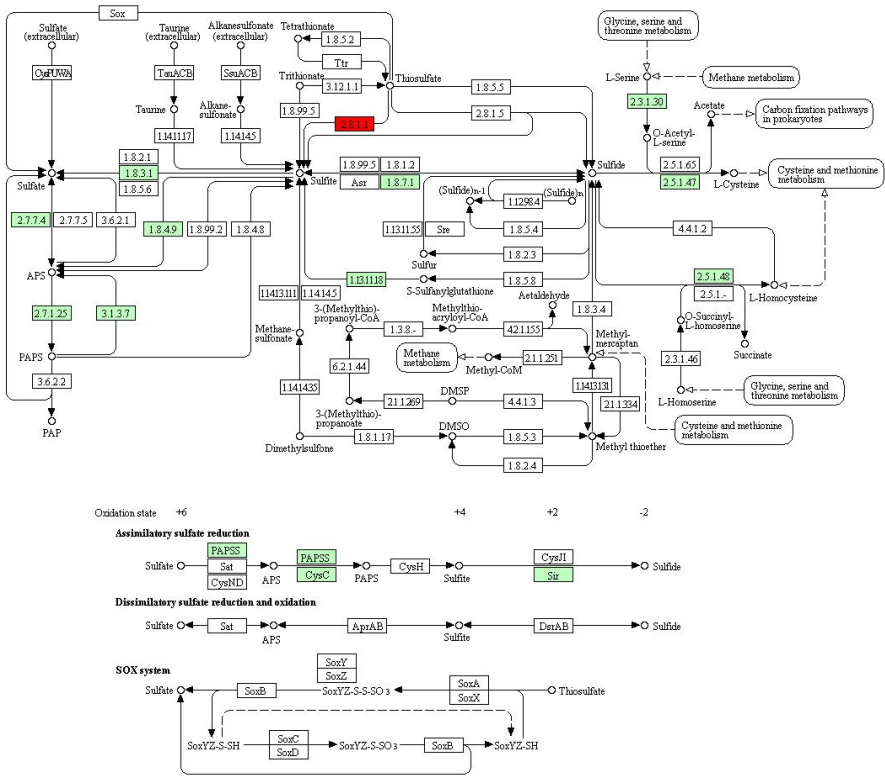 Sox
Sulfate
(extracellular)
Taurine
(extracellular)
Alkanesulfonate
(extracellular)
Tetrathionate
1.8.5.2
Ttr
Trithionate
3.12.1.1
Thiosulfate
1.8.5.5
Glycine, serine and
threonine metabolism
L-Serine
Methane metabolism
CysPUWA
TauACB
SsuACB
1.8.99.5
2.8.1.1
2.8.1.5
2.3.1.30
Acetate
Carbon fixation pathways
in prokaryotes
Taurine
Alkane-
sulfonate
1.14.11.17
1.14.14.5
O-Acetyl-
L-serine
1.8.2.1
1.8.3.1
1.8.5.6
Sulfate
Sulfite
1.8.99.5
1.8.1.2
Asr
1.8.7.1
Sulfide
2.5.1.65
2.5.1.47
L-Cysteine
Cysteine and methionine
metabolism
(Sulfide)n-1
1.12.98.4
(Sulfide)n
2.7.7.4
2.7.7.5
3.6.2.1
1.8.4.9
1.8.99.2
1.8.4.8
1.13.11.55
Sre
1.8.5.4
4.4.1.2
1.8.2.3
Sulfur
APS
1.13.11.18
S-Sulfanylglutathione
1.8.5.8
2.5.1.48
2.5.1.-
L-Homocysteine
1.14.13.111
1.14.14.5
2.7.1.25
3.1.3.7
3-(Methylthio)-
propanoyl-CoA
Methylthio-
acryloyl-CoA
Aetaldehyde
1.8.3.4
O-Succinyl-
L-homoserine
Methane-
sulfonate
1.3.8.-
4.2.1.155
Methyl-
mercaptan
Succinate
PAPS
Methane
metabolism
Methyl-CoM
2.1.1.251
2.3.1.46
6.2.1.44
3.6.2.2
1.14.14.35
DMSP
1.14.13.131
L-Homoserine
Glycine, serine and
threonine metabolism
2.1.1.269
4.4.1.3
2.1.1.334
3-(Methylthio)-
propanoate
PAP
DMSO
Cysteine and methionine
metabolism
Dimethylsulfone
1.8.1.17
1.8.5.3
Methyl thioether
1.8.2.4
Oxidation state +6 +4 +2 -2
Assimilatory sulfate reduction
PAPSS
PAPSS
CysJI
Sulfate
Sat
APS
PAPS
CysH
Sulfite
Sulfide
CysND
CysC
Sir
Dissimilatory sulfate reduction and oxidation
Sulfate
Sat
APS
AprAB
Sulfite
DsrAB
Sulfide
SOX system
SoxY
SoxZ
SoxA
SoxX
Sulfate
SoxB
SoxYZ-S-S-SO3
Thiosulfate
SoxC
SoxD
SoxYZ-S-SH
SoxYZ-S-SO3
SoxB
SoxYZ-SH